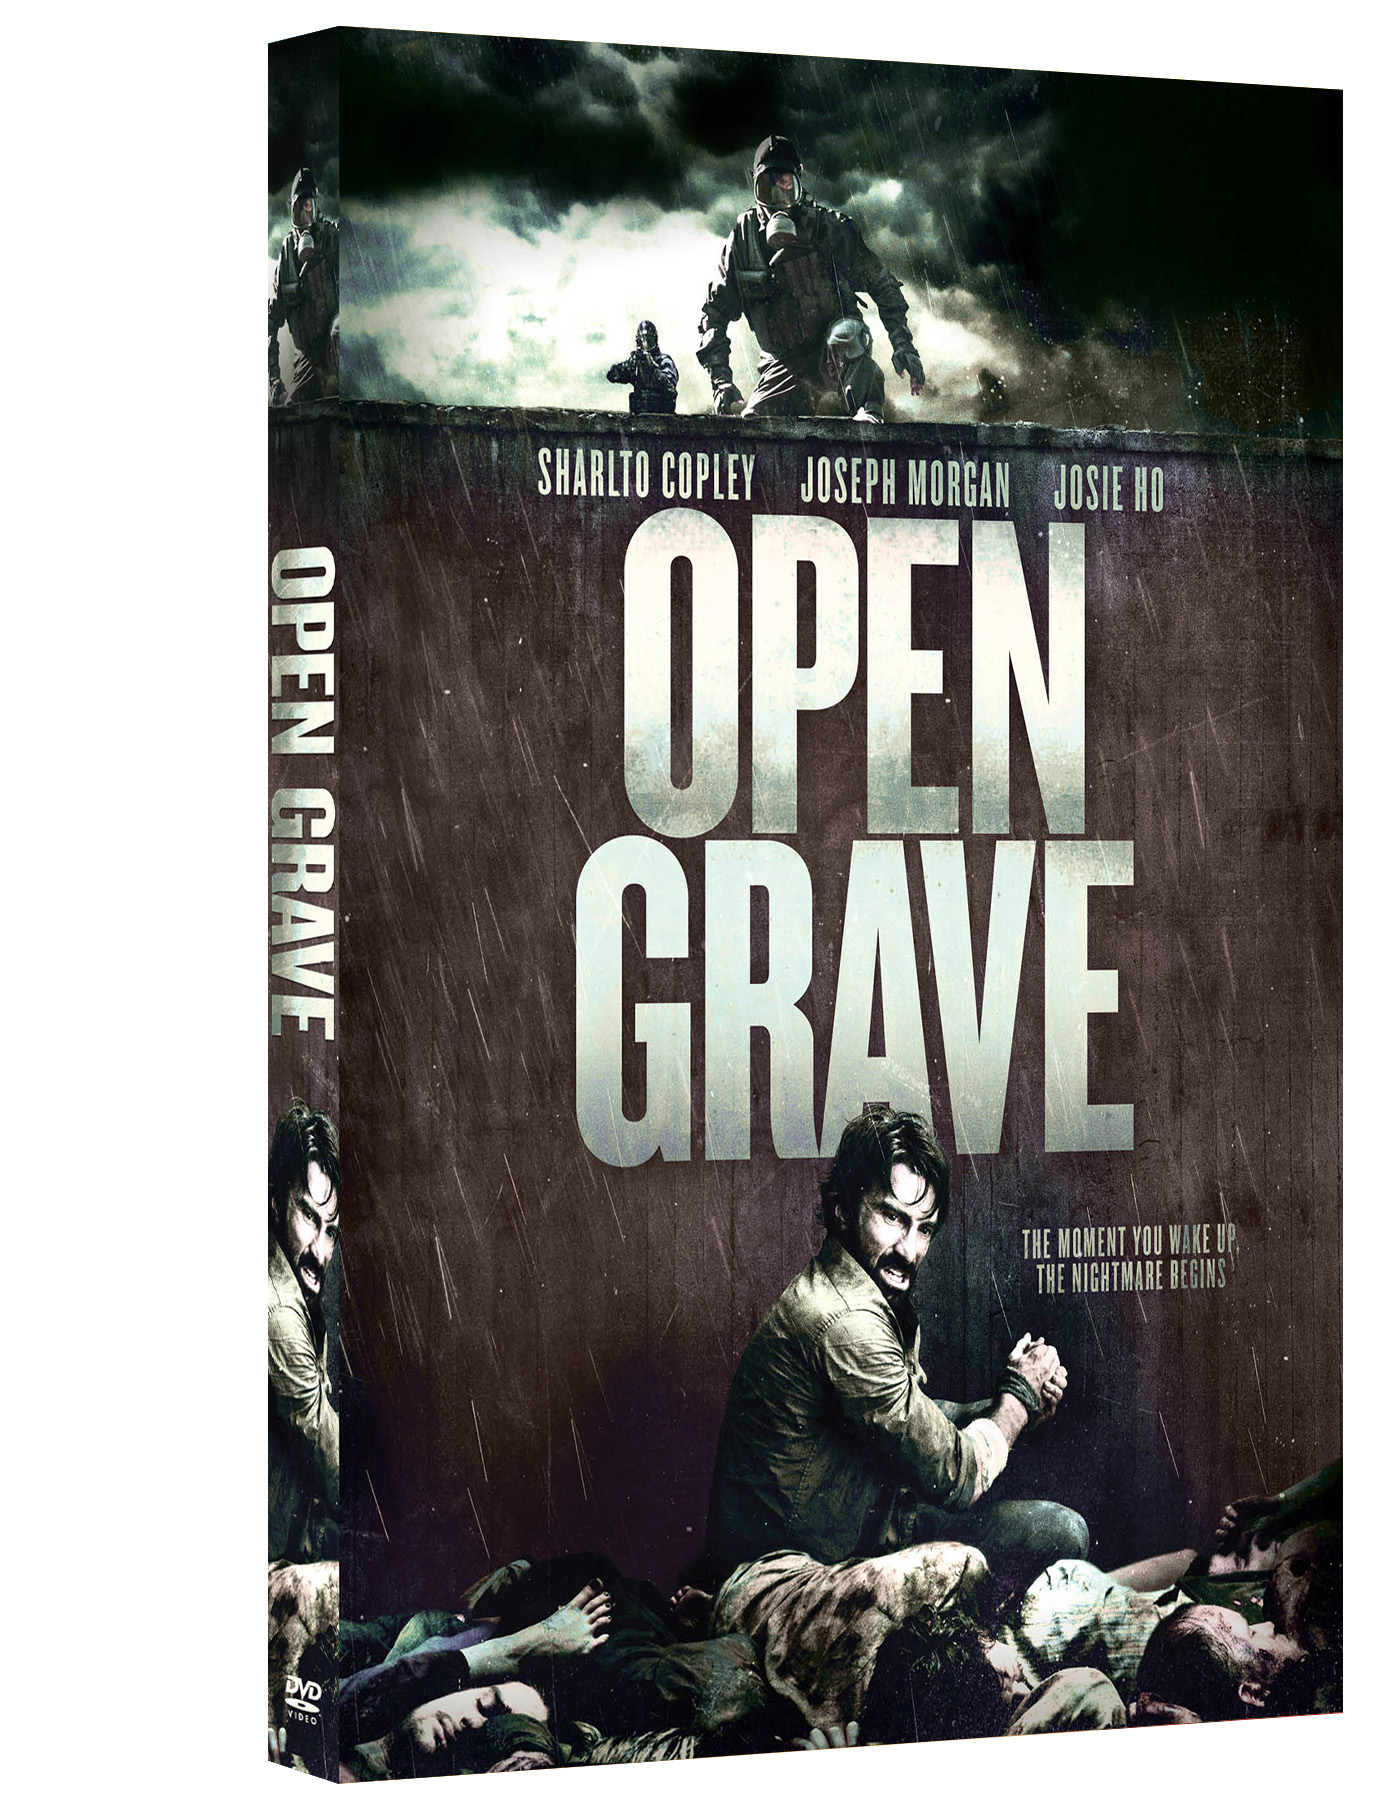 SHARLTO COPLEY JOSEPH MORGAN JOSIE HO
OPEN
GRAVE
THE MOMENT YOU WAKE UP,
THE NIGHTMARE BEGINS
OPEN GRAVE
DVD
VIDEO